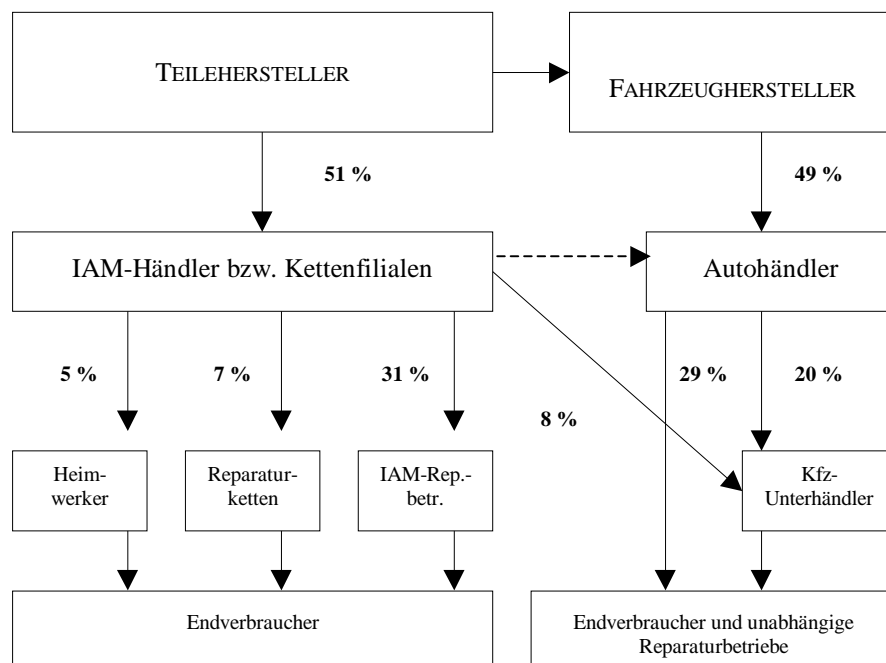 TEILEHERSTELLER
FAHRZEUGHERSTELLER
51 %
49 %
IAM-Händler bzw. Kettenfilialen
Autohändler
5 %
7 %
31 %
29 %
20 %
8 %
Heim-
werker
Reparatur-
ketten
IAM-Rep.-
betr.
Kfz-
Unterhändler
Endverbraucher
Endverbraucher und unabhängige
Reparaturbetriebe